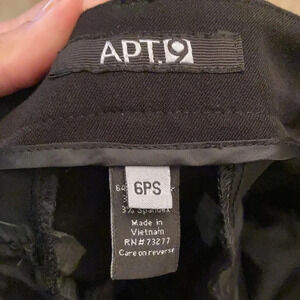 APT.9
6PS
3% Spandex
Made in
Vietnam
RN# 73277
Care on reverse